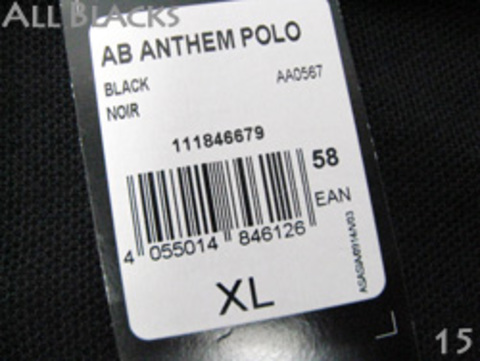 ALL BLACKS
AB ANTHEM POLO
BLACK AA0567
NOIR
111846679
58
EAN
4 055014 846126
XL
15